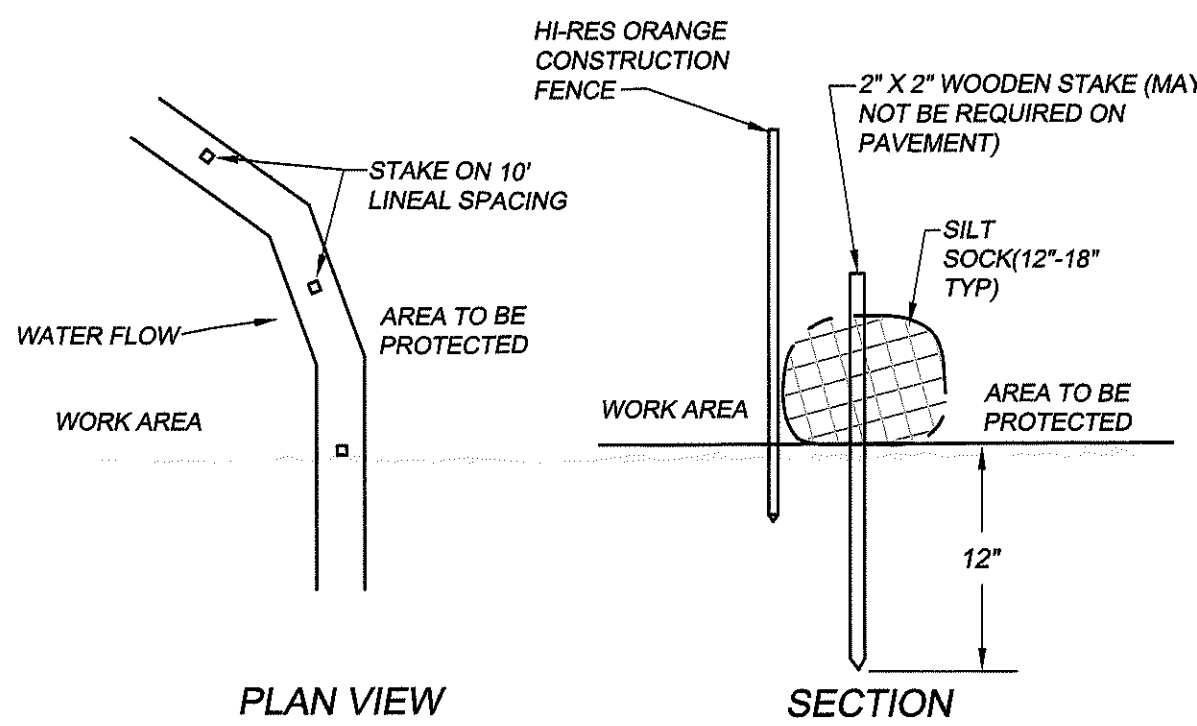 HI-RES ORANGE
CONSTRUCTION
FENCE
2" X 2" WOODEN STAKE (MAY
NOT BE REQUIRED ON
PAVEMENT)
STAKE ON 10'
LINEAL SPACING
SILT
SOCK(12"-18"
TYP)
WATER FLOW
AREA TO BE
PROTECTED
WORK AREA
WORK AREA
AREA TO BE
PROTECTED
12"
PLAN VIEW
SECTION